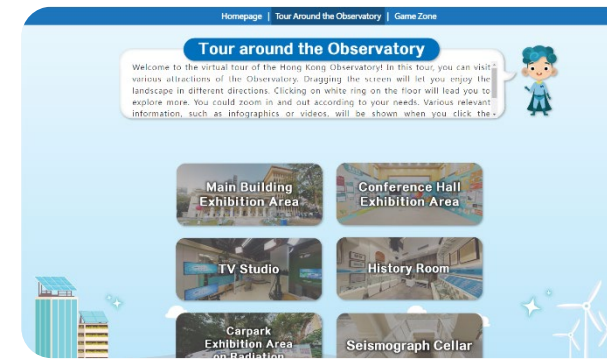 Homepage | Tour Around the Observatory | Game Zone
Tour around the Observatory
Welcome to the virtual tour of the Hong Kong Observatory! In this tour, you can visit
various attractions of the Observatory. Dragging the screen will let you enjoy the
landscape in different directions. Clicking on white ring on the floor will lead you to
explore more. You could zoom in and out according to your needs. Various relevant
information, such as infographics or videos, will be shown when you click the
Main Building
Exhibition Area
Conference Hall
Exhibition Area
TV Studio
History Room
Carpark
Exhibition Area
on Radiation
Seismograph Cellar